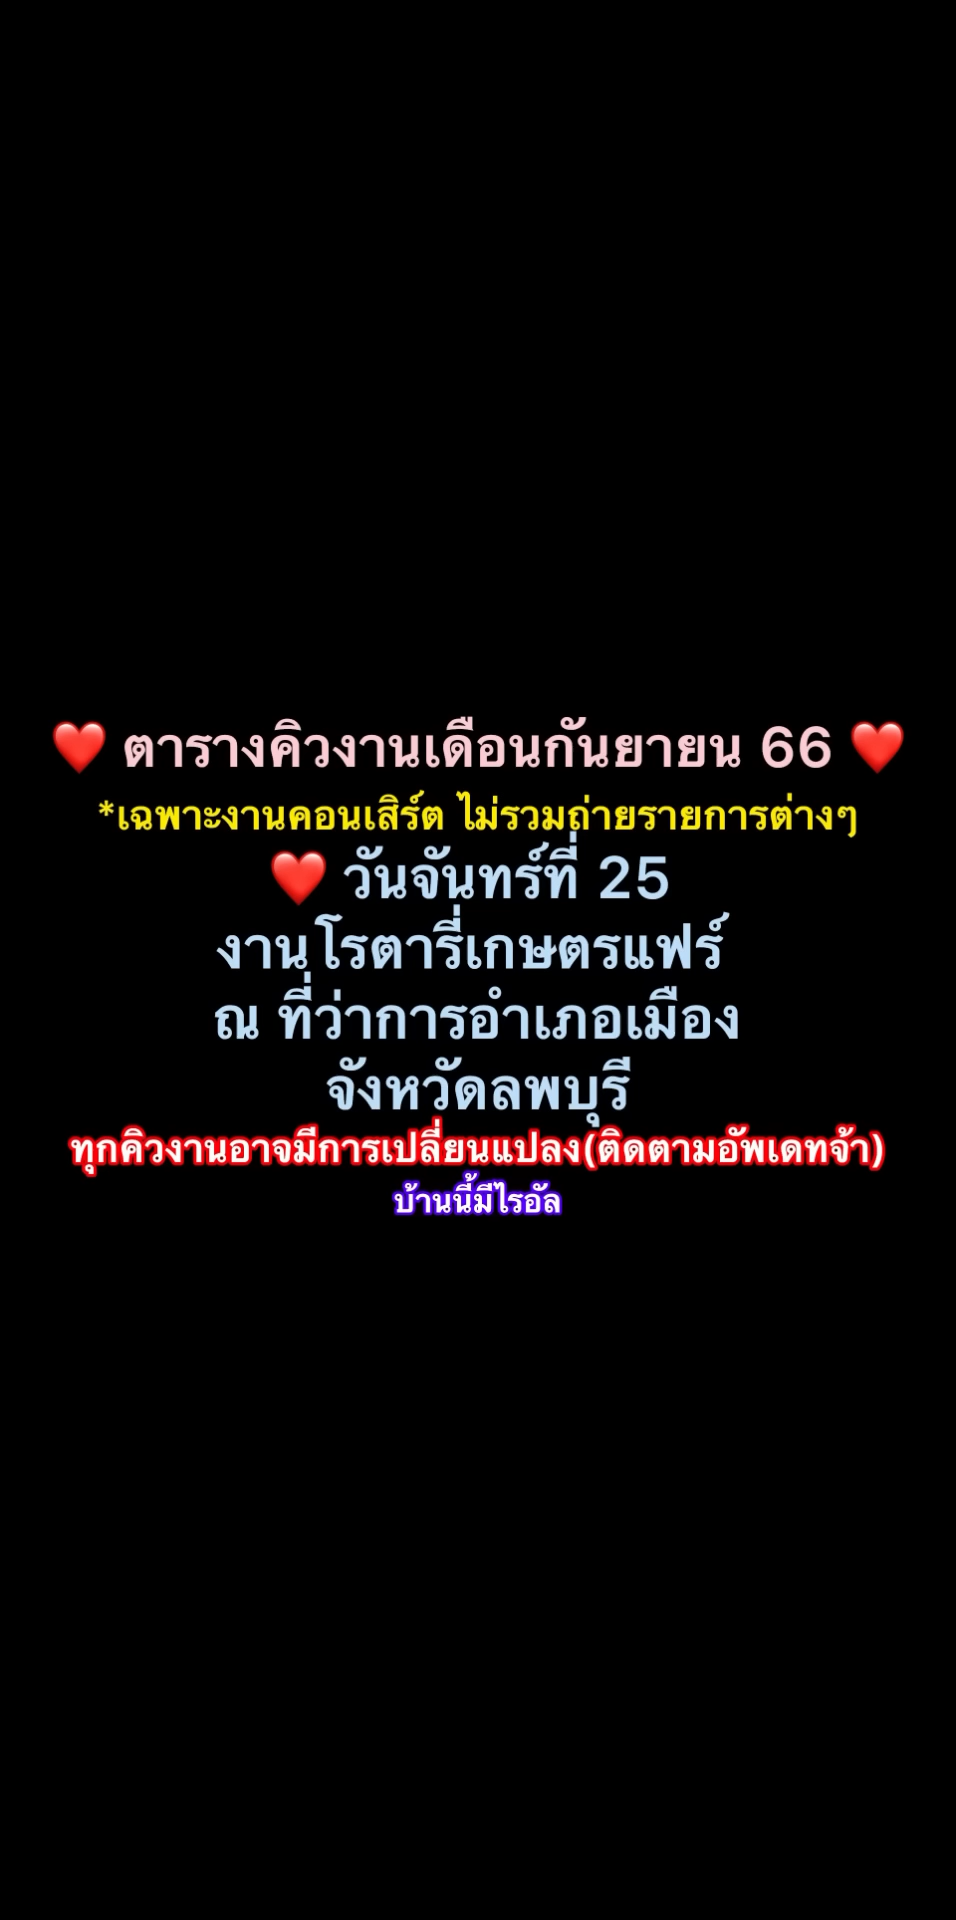 ❤️ ตารางคิวงานเดือนกันยายน 66 ❤️
*เฉพาะงานคอนเสิร์ต ไม่รวมถ่ายรายการต่างๆ
❤️ วันจันทร์ที่ 25
งานโรตารี่เกษตรแฟร์
ณ ที่ว่าการอำเภอเมือง
จังหวัดลพบุรี
ทุกคิวงานอาจมีการเปลี่ยนแปลง(ติดตามอัพเดทจ้า)
บ้านนี้มีไรอัล